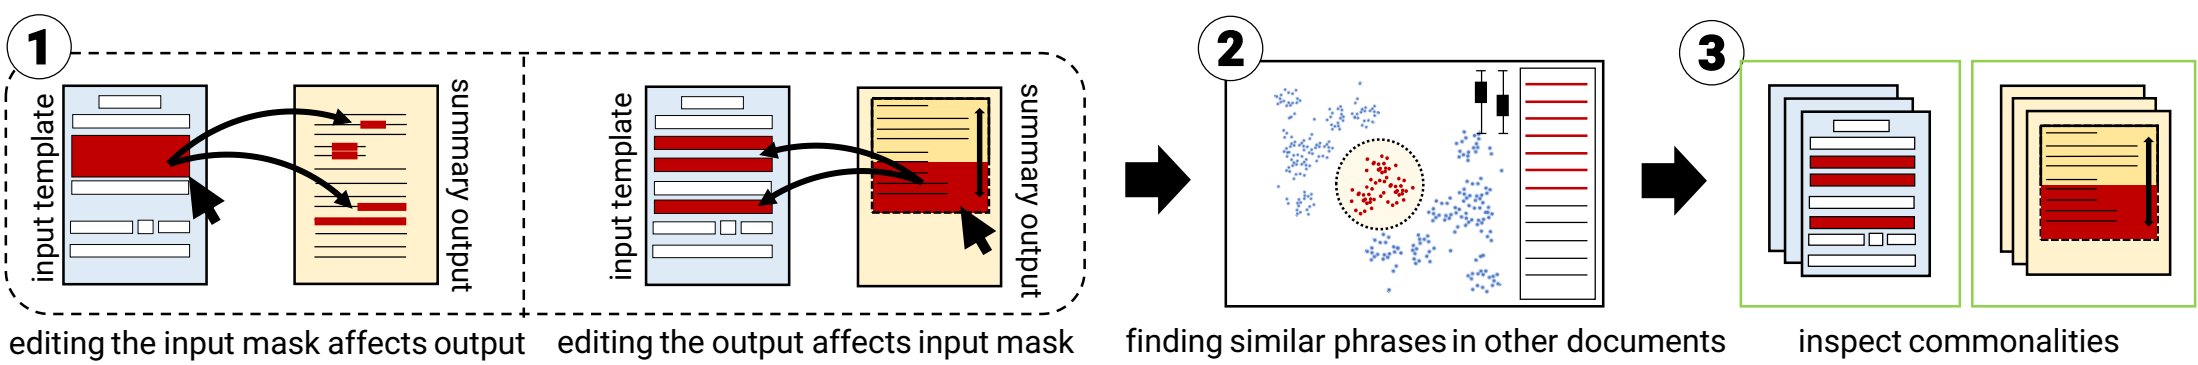 1
input template
summary output
input template
summary output
editing the input mask affects output
editing the output affects input mask
2
finding similar phrases in other documents
3
inspect commonalities